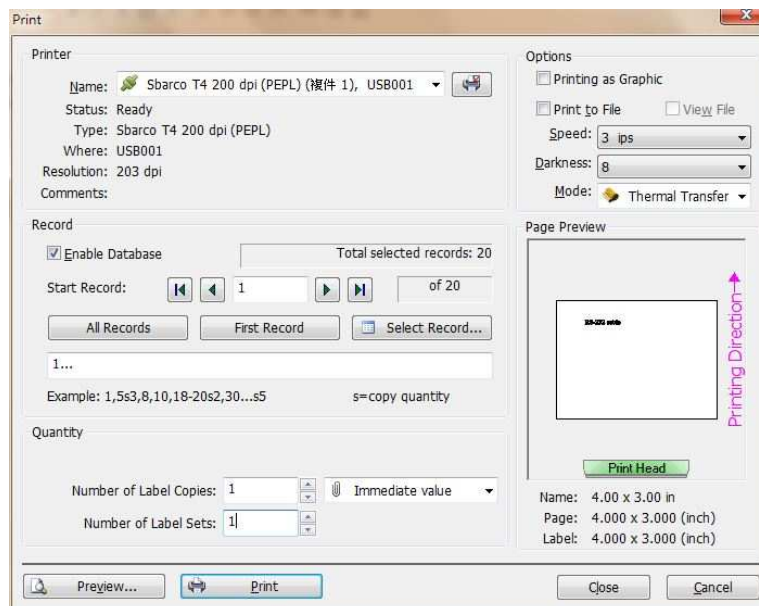 Print
Printer
Name: Sbarco T4 200 dpi (PEPL) (複件 1), USB001
Status: Ready
Type: Sbarco T4 200 dpi (PEPL)
Where: USB001
Resolution: 203 dpi
Comments:
Options
Printing as Graphic
Print to File View File
Speed: 3 ips
Darkness: 8
Mode: Thermal Transfer
Record
Enable Database Total selected records: 20
Start Record: 1 of 20
All Records First Record Select Record...
1...
Example: 1,5s3,8,10,18-20s2,30...s5 s=copy quantity
Page Preview
Printing Direction
Print Head
Name: 4.00 x 3.00 in
Page: 4.000 x 3.000 (inch)
Label: 4.000 x 3.000 (inch)
Quantity
Number of Label Copies: 1 Immediate value
Number of Label Sets: 1
Preview... Print Close Cancel